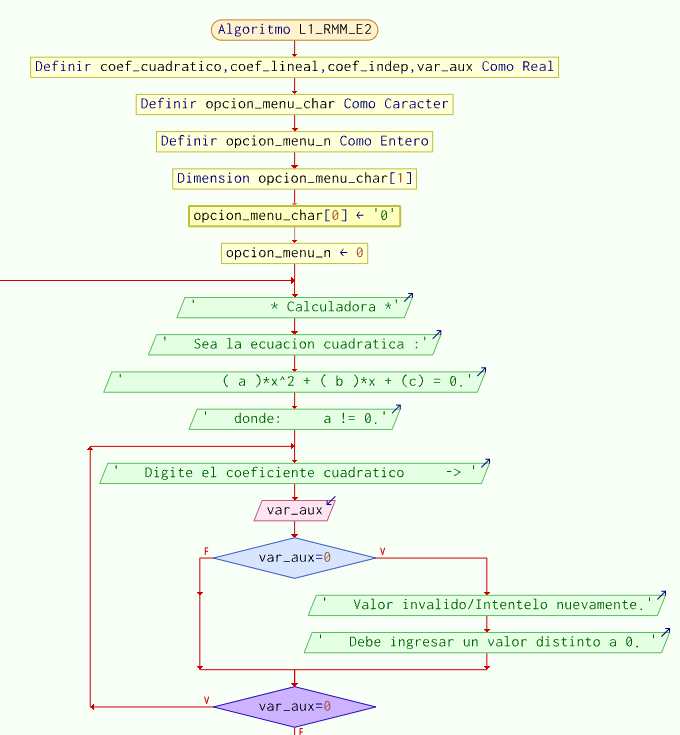 Algoritmo L1_RMM_E2
Definir coef_cuadratico,coef_lineal,coef_indep,var_aux Como Real
Definir opcion_menu_char Como Caracter
Definir opcion_menu_n Como Entero
Dimension opcion_menu_char[1]
opcion_menu_char[0] ← '0'
opcion_menu_n ← 0
'         * Calculadora *'
'   Sea la ecuacion cuadratica :'
'            ( a )*x^2 + ( b )*x + (c) = 0.'
'   donde:     a != 0.'
'   Digite el coeficiente cuadratico     -> '
var_aux
F
var_aux=0
V
'   Valor invalido/Intentelo nuevamente.'
'   Debe ingresar un valor distinto a 0. '
V
var_aux=0
F